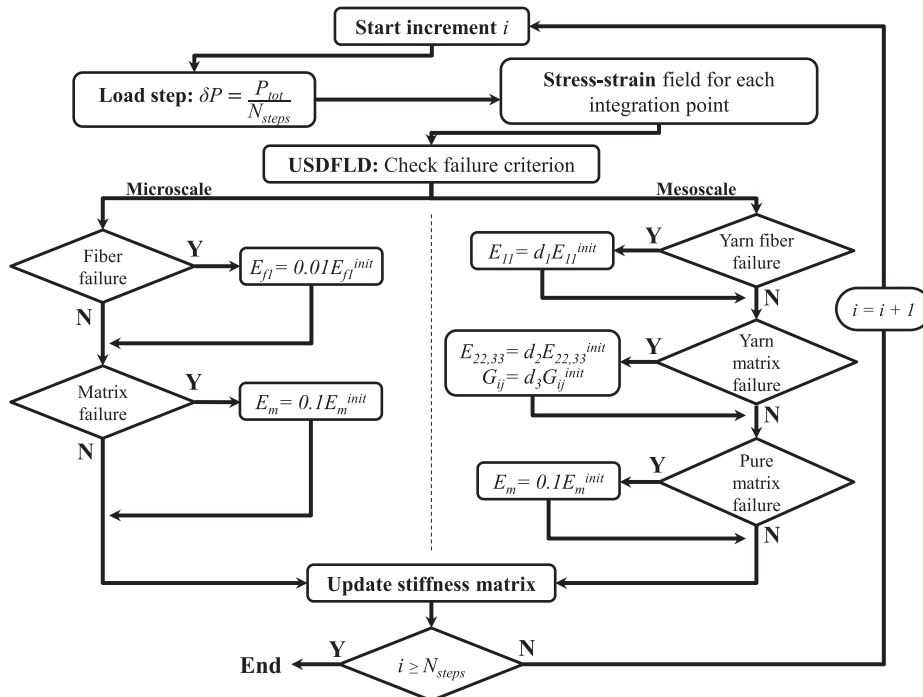 Start increment i
Load step: δP = P_tot / N_steps
Stress-strain field for each
integration point
USDFLD: Check failure criterion
Microscale
Mesoscale
Fiber
failure
Y
E_f1 = 0.01E_f1^init
N
Matrix
failure
Y
E_m = 0.1E_m^init
N
Yarn fiber
failure
Y
E_11 = d_1E_11^init
N
Yarn
matrix
failure
Y
E_22,33 = d_2E_22,33^init
G_ij = d_3G_ij^init
N
Pure
matrix
failure
Y
E_m = 0.1E_m^init
N
i = i + 1
Update stiffness matrix
i ≥ N_steps
Y
End
N